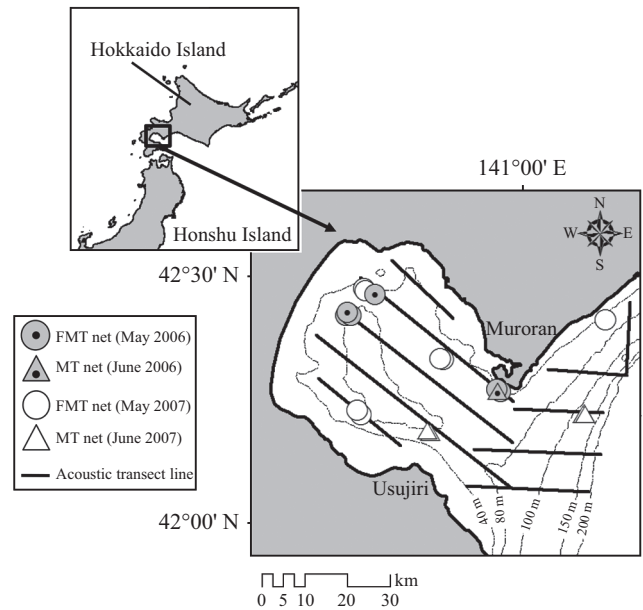 Hokkaido Island
Honshu Island
141°00' E
N
W
E
S
42°30' N
Muroran
FMT net (May 2006)
MT net (June 2006)
FMT net (May 2007)
MT net (June 2007)
Acoustic transect line
Usujiri
40 m
80 m
100 m
150 m
200 m
42°00' N
km
0 5 10 20 30